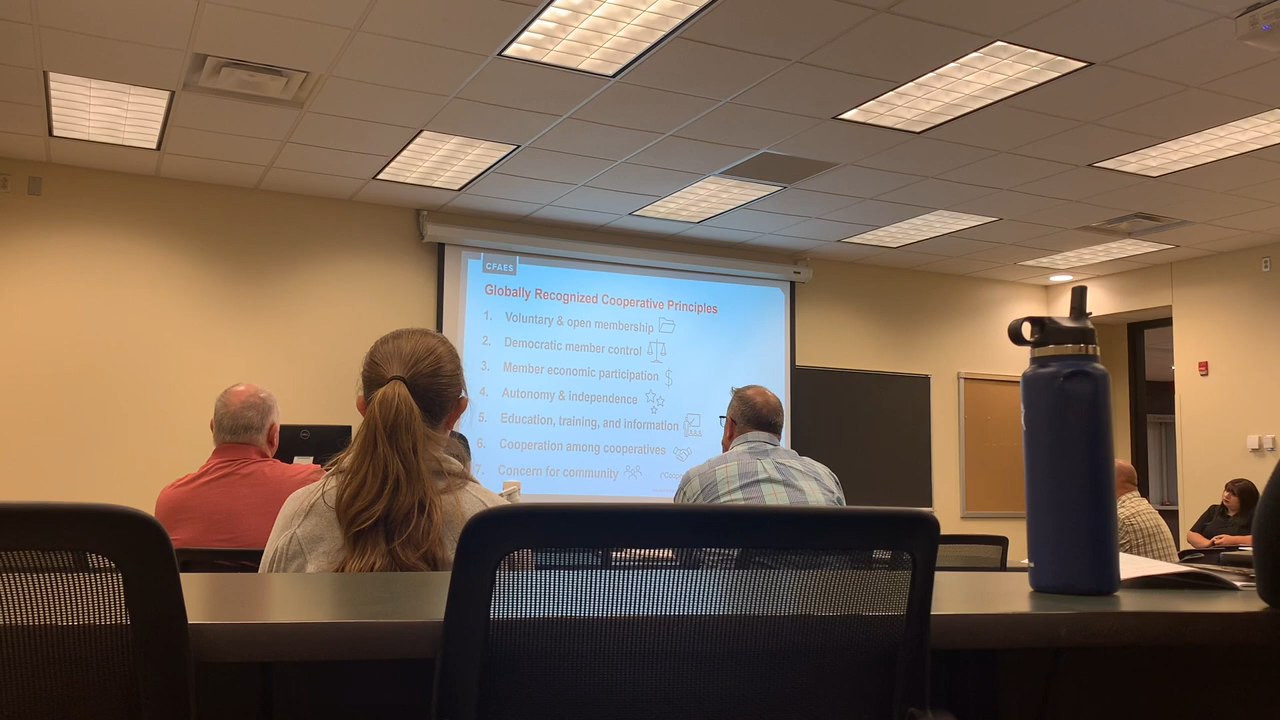 CFAES
Globally Recognized Cooperative Principles
1. Voluntary & open membership
2. Democratic member control
3. Member economic participation $
4. Autonomy & independence
5. Education, training, and information
6. Cooperation among cooperatives
7. Concern for community
DELL